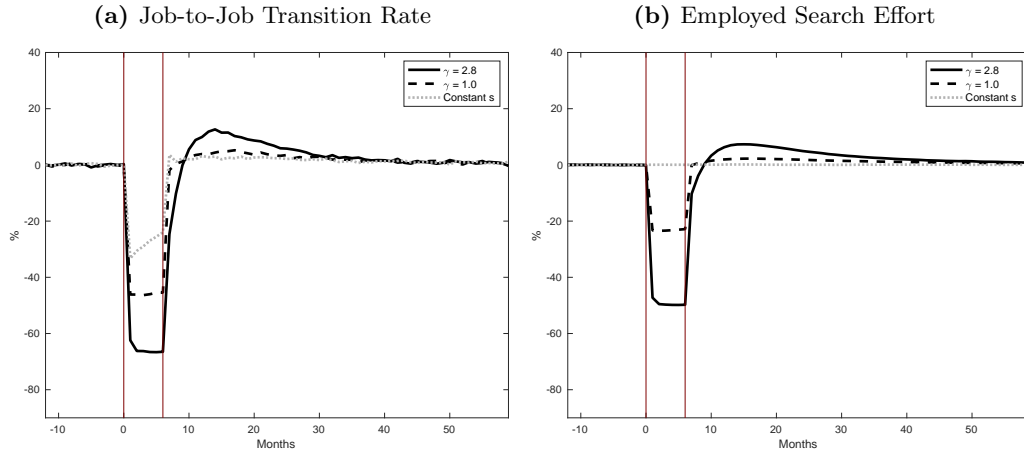 (a) Job-to-Job Transition Rate
40
20
0
-20
-40
-60
-80
%
-10 0 10 20 30 40 50
Months
γ = 2.8
γ = 1.0
Constant s
(b) Employed Search Effort
40
20
0
-20
-40
-60
-80
%
-10 0 10 20 30 40 50
Months
γ = 2.8
γ = 1.0
Constant s